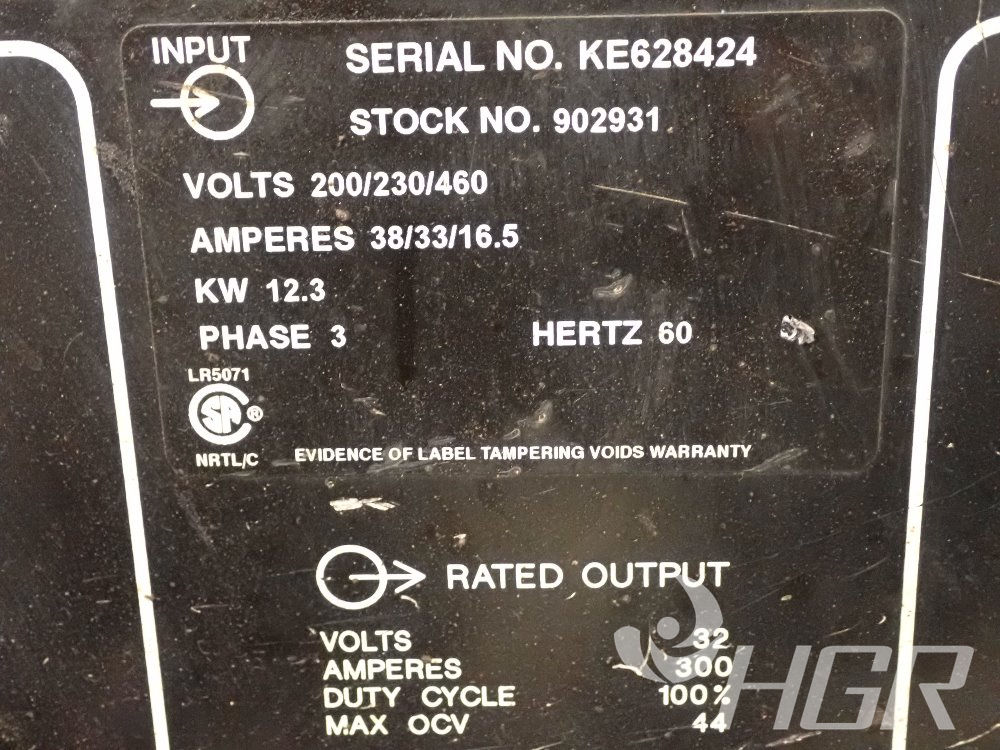 INPUT
SERIAL NO. KE628424
STOCK NO. 902931
VOLTS 200/230/460
AMPERES 38/33/16.5
KW 12.3
PHASE 3 HERTZ 60
LR5071
SA ®
NRTL/C
EVIDENCE OF LABEL TAMPERING VOIDS WARRANTY
RATED OUTPUT
VOLTS 32
AMPERES 300
DUTY CYCLE 100%
MAX OCV 44
HGR